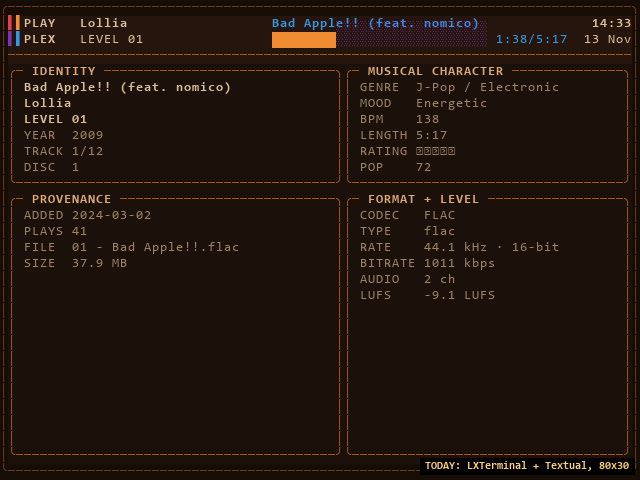 PLAY Lollia Bad Apple!! (feat. nomico) 14:33
PLEX LEVEL 01 1:38/5:17 13 Nov
IDENTITY
Bad Apple!! (feat. nomico)
Lollia
LEVEL 01
YEAR 2009
TRACK 1/12
DISC 1
MUSICAL CHARACTER
GENRE J-Pop / Electronic
MOOD Energetic
BPM 138
LENGTH 5:17
RATING
POP 72
PROVENANCE
ADDED 2024-03-02
PLAYS 41
FILE 01 - Bad Apple!!.flac
SIZE 37.9 MB
FORMAT + LEVEL
CODEC FLAC
TYPE flac
RATE 44.1 kHz · 16-bit
BITRATE 1011 kbps
AUDIO 2 ch
LUFS -9.1 LUFS
TODAY: LXTerminal + Textual, 80x30